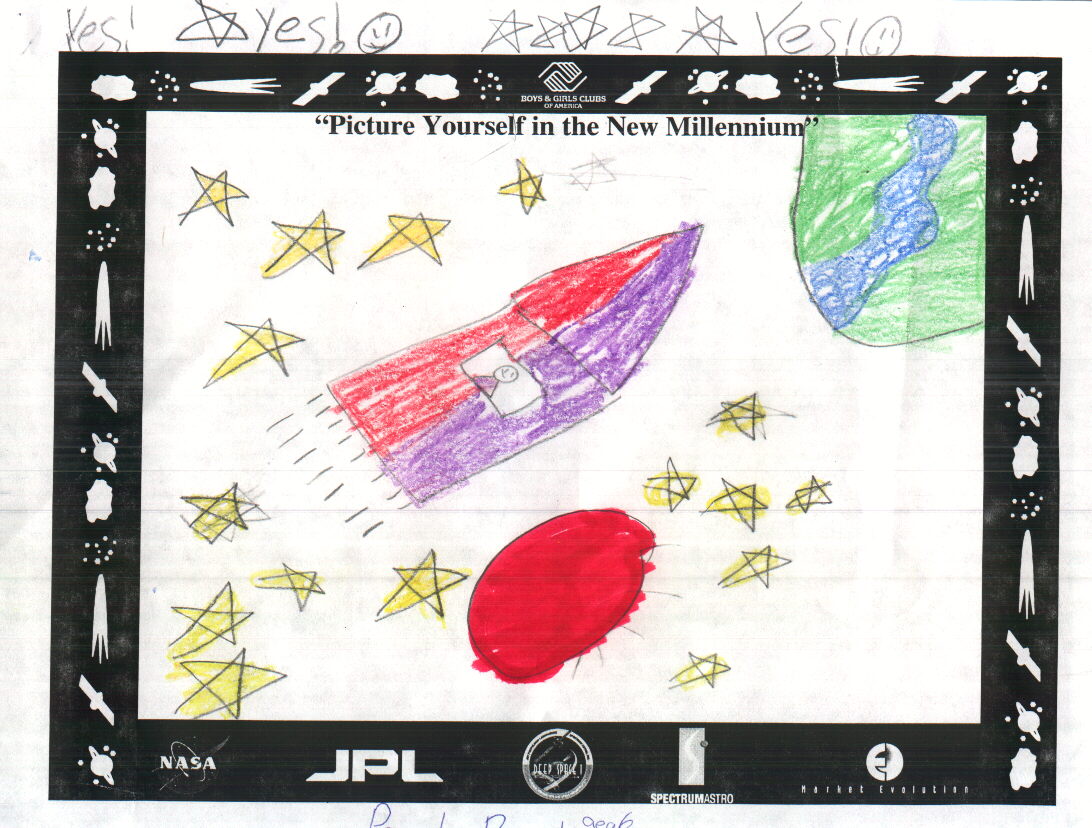 Yes! yes! Yes!
BOYS & GIRLS CLUBS
OF AMERICA
“Picture Yourself in the New Millennium”
NASA JPL DEEP SPACE 1 SPECTRUMASTRO Market Evolution